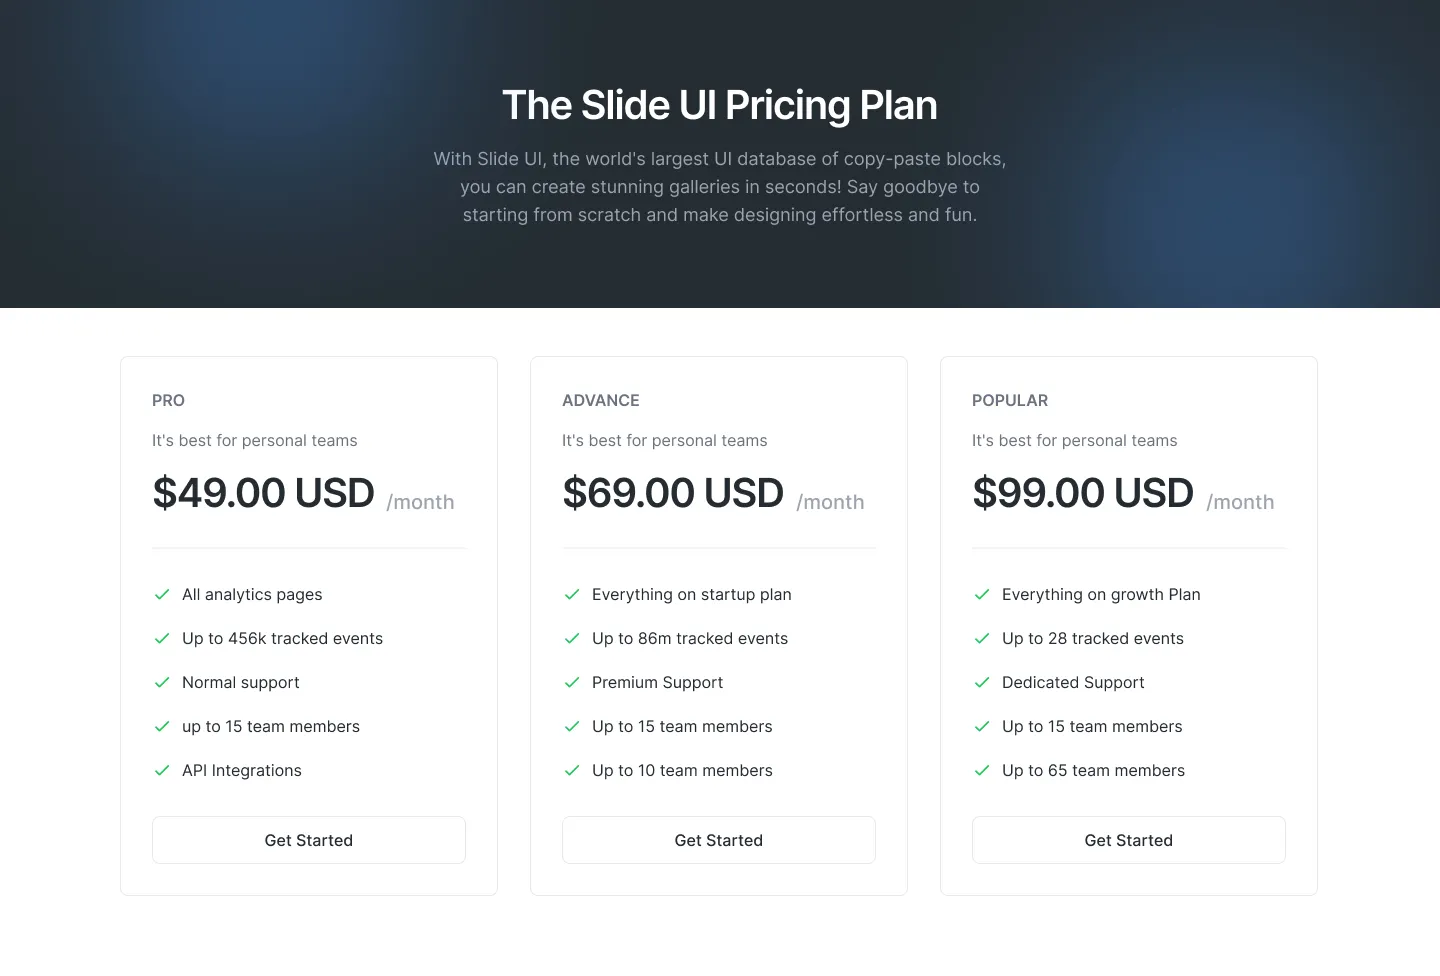 The Slide UI Pricing Plan
With Slide UI, the world's largest UI database of copy-paste blocks,
you can create stunning galleries in seconds! Say goodbye to
starting from scratch and make designing effortless and fun.
PRO
It's best for personal teams
$49.00 USD /month
All analytics pages
Up to 456k tracked events
Normal support
up to 15 team members
API Integrations
Get Started
ADVANCE
It's best for personal teams
$69.00 USD /month
Everything on startup plan
Up to 86m tracked events
Premium Support
Up to 15 team members
Up to 10 team members
Get Started
POPULAR
It's best for personal teams
$99.00 USD /month
Everything on growth Plan
Up to 28 tracked events
Dedicated Support
Up to 15 team members
Up to 65 team members
Get Started